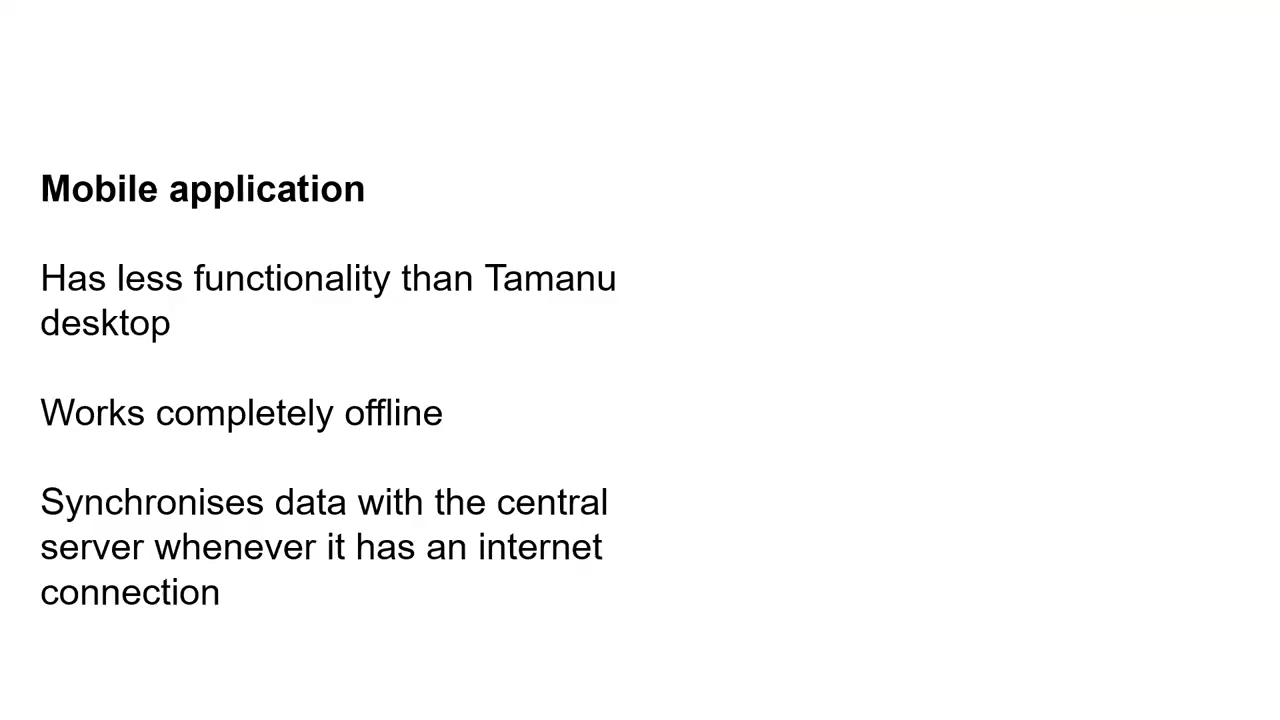 Mobile application
Has less functionality than Tamanu
desktop
Works completely offline
Synchronises data with the central
server whenever it has an internet
connection